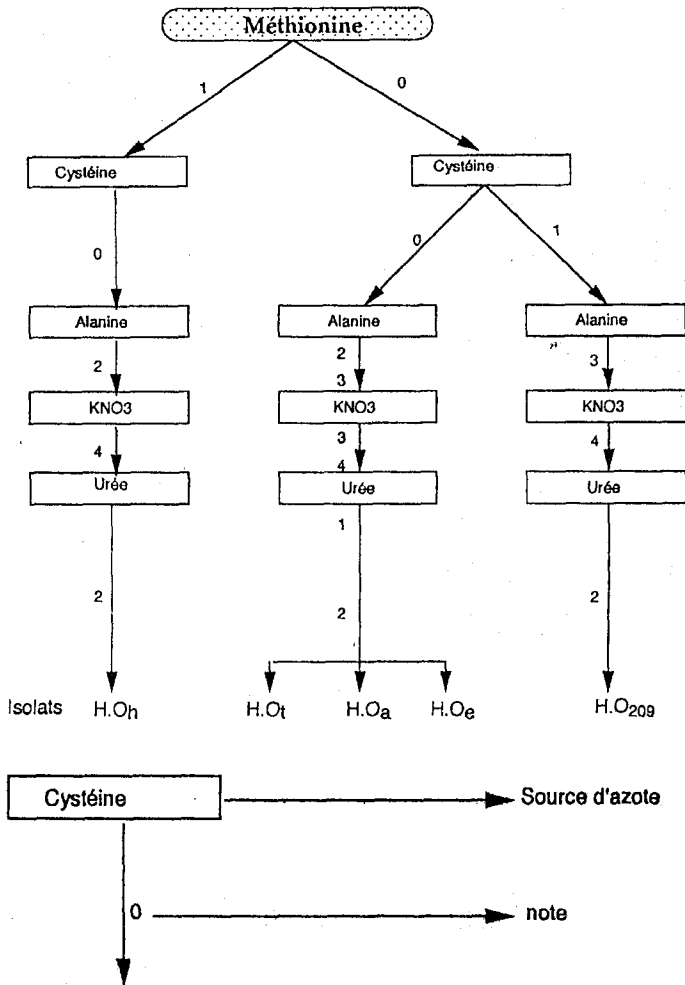 Méthionine
1 0
Cystéine Cystéine
0 0 1
Alanine Alanine Alanine
2 2 3
3
KNO3 KNO3 KNO3
4 3 4
4
Urée Urée Urée
1
2 2 2
Isolats H.Oh H.Ot H.Oa H.Oe H.O209
Cystéine Source d'azote
0 note